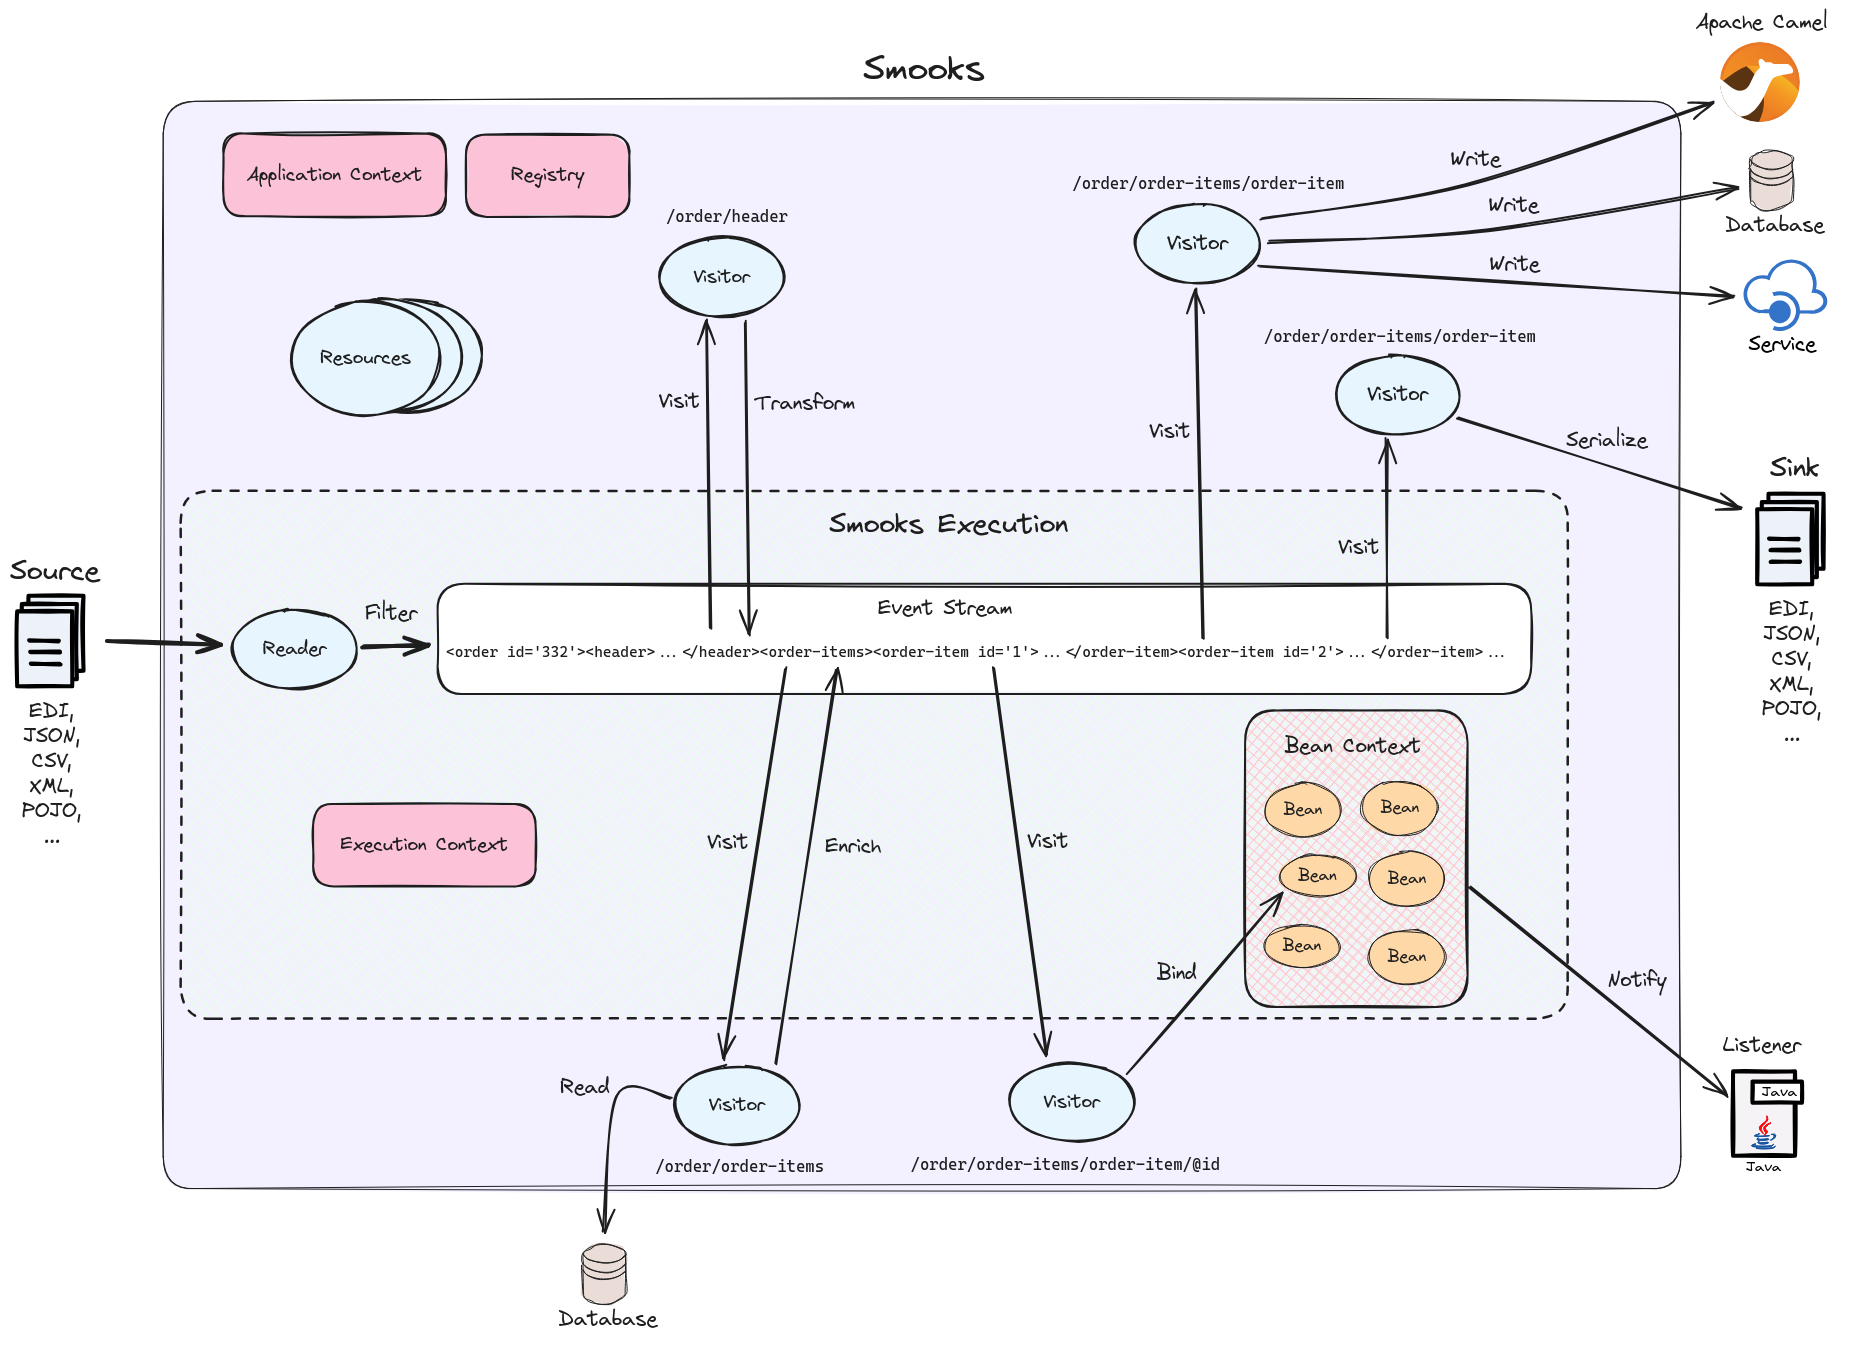 Apache Camel
Smooks
Application Context
Registry
Write
/order/order-items/order-item
Write
Database
/order/header
Visitor
Visitor
Write
Service
/order/order-items/order-item
Resources
Visitor
Visit
Transform
Visit
Serialize
Sink
Smooks Execution
Visit
Source
Filter
Event Stream
EDI,
JSON,
CSV,
XML,
POJO,
...
Reader
<order id='332'><header> ... </header><order-items><order-item id='1'> ... </order-item><order-item id='2'> ... </order-item> ...
EDI,
JSON,
CSV,
XML,
POJO,
...
Bean Context
Bean
Bean
Execution Context
Visit
Enrich
Visit
Bean
Bean
Bean
Bean
Bind
Notify
Listener
Java
Java
Read
Visitor
Visitor
/order/order-items
/order/order-items/order-item/@id
Database